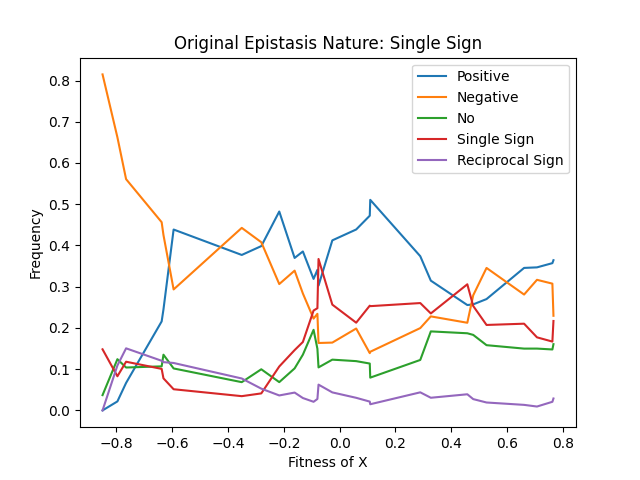 Original Epistasis Nature: Single Sign
Positive
Negative
No
Single Sign
Reciprocal Sign
Frequency
0.8
0.7
0.6
0.5
0.4
0.3
0.2
0.1
0.0
−0.8 −0.6 −0.4 −0.2 0.0 0.2 0.4 0.6 0.8
Fitness of X